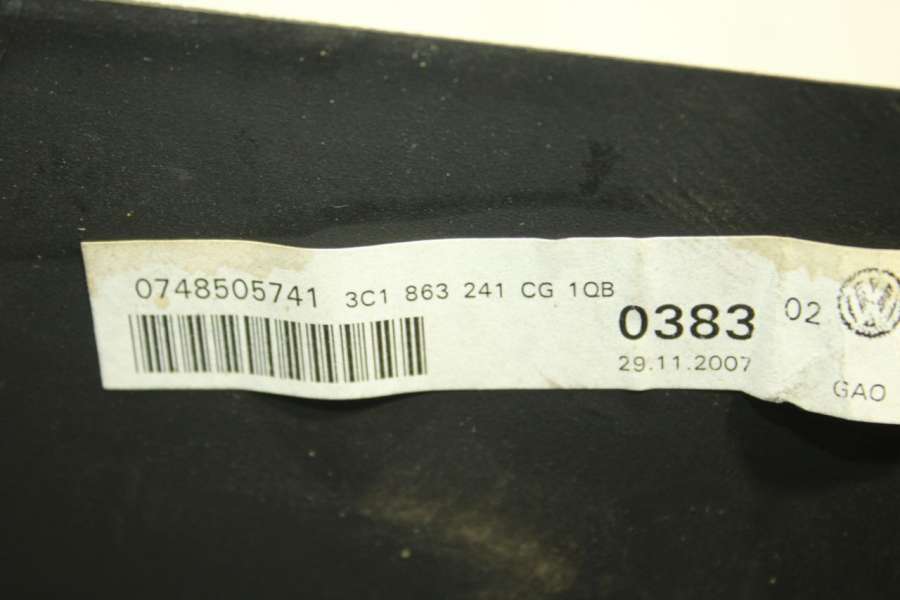 0748505741 3C1 863 241 CG 1QB
0383 02
29.11.2007
GAO